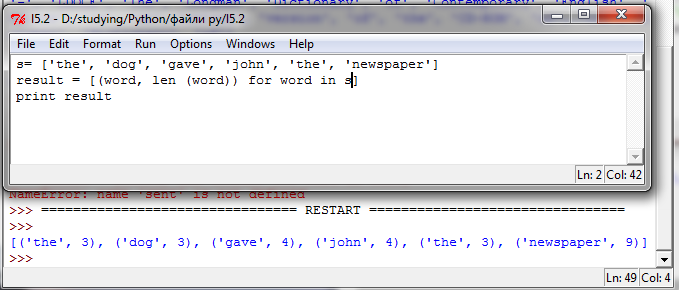 I5.2 - D:/studying/Python/файли py/I5.2
File Edit Format Run Options Windows Help
s= ['the', 'dog', 'gave', 'john', 'the', 'newspaper']
result = [(word, len (word)) for word in s]
print result
Ln: 2 Col: 42
NameError: name 'sent' is not defined
>>> ================================ RESTART ================================
>>>
[('the', 3), ('dog', 3), ('gave', 4), ('john', 4), ('the', 3), ('newspaper', 9)]
>>>
Ln: 49 Col: 4